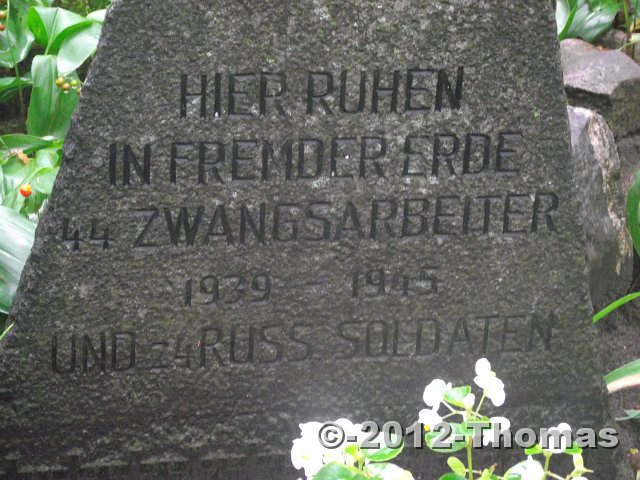 HIER RUHEN
IN FREMDER ERDE
44 ZWANGSARBEITER
1939 – 1945
UND 24 RUSS. SOLDATEN
©-2012-Thomas